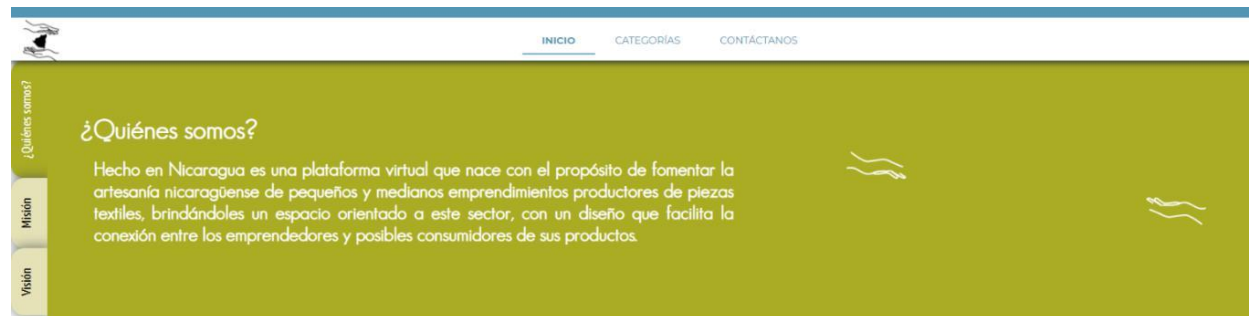 INICIO CATEGORÍAS CONTÁCTANOS
¿Quiénes somos?
Misión
Visión
¿Quiénes somos?
Hecho en Nicaragua es una plataforma virtual que nace con el propósito de fomentar la
artesanía nicaragüense de pequeños y medianos emprendimientos productores de piezas
textiles, brindándoles un espacio orientado a este sector, con un diseño que facilita la
conexión entre los emprendedores y posibles consumidores de sus productos.